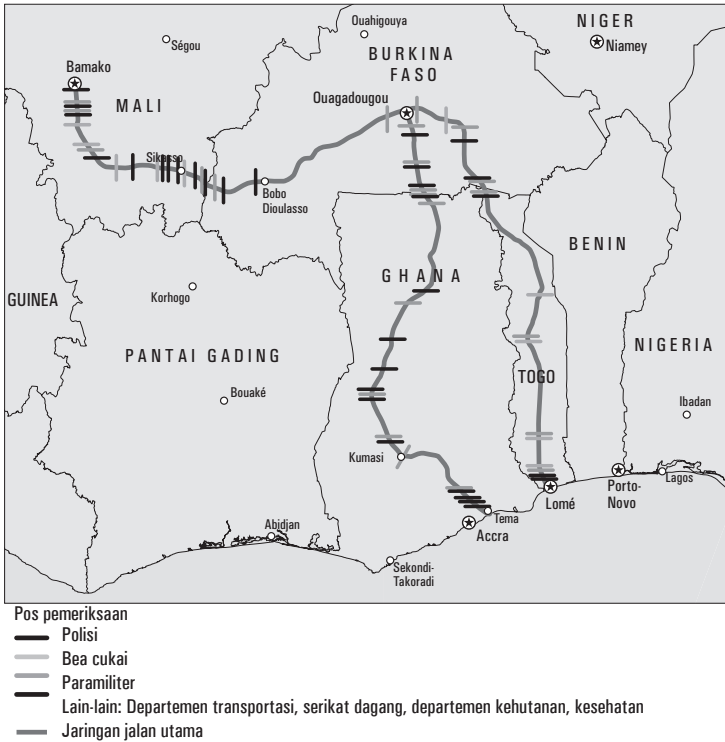 Ouahigouya
NIGER
Ségou
BURKINA
FASO
Niamey
Bamako
MALI
Ouagadougou
Sikasso
Bobo
Dioulasso
BENIN
GHANA
Korhogo
GUINEA
PANTAI GADING
NIGERIA
TOGO
Bouaké
Ibadan
Kumasi
Lagos
Porto-
Novo
Lomé
Tema
Abidjan
Accra
Sekondi-
Takoradi
Pos pemeriksaan
Polisi
Bea cukai
Paramiliter
Lain-lain: Departemen transportasi, serikat dagang, departemen kehutanan, kesehatan
Jaringan jalan utama